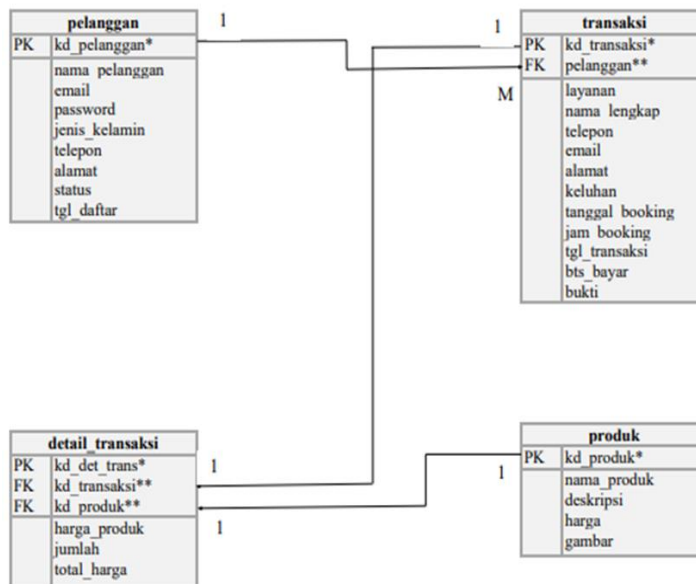 pelanggan
PK kd_pelanggan*
nama pelanggan
email
password
jenis_kelamin
telepon
alamat
status
tgl_daftar
1
1
M
transaksi
PK kd_transaksi*
FK pelanggan**
layanan
nama lengkap
telepon
email
alamat
keluhan
tanggal booking
jam booking
tgl_transaksi
bts_bayar
bukti
detail_transaksi
PK kd_det_trans*
FK kd_transaksi**
FK kd_produk**
harga_produk
jumlah
total_harga
1
1
1
produk
PK kd_produk*
nama_produk
deskripsi
harga
gambar